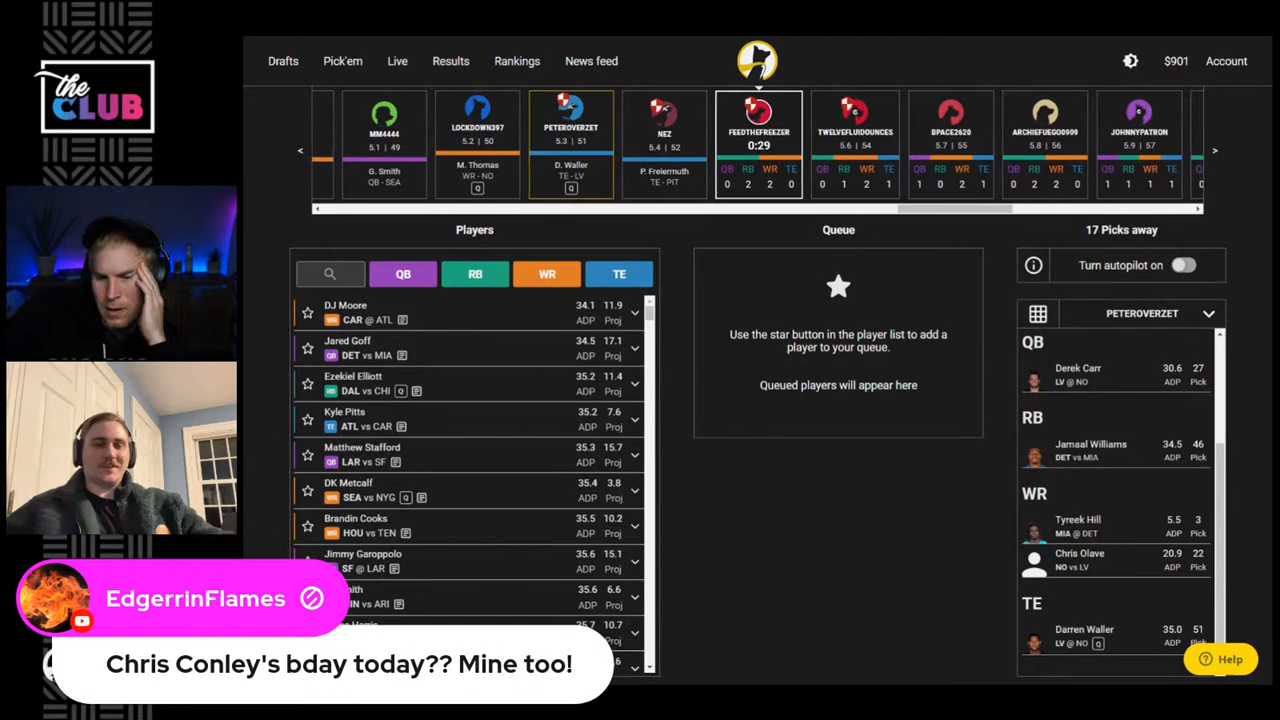 the
CLUB
Drafts
Pick'em
Live
Results
Rankings
News feed
$901
Account
<
MM4444
5.1 | 49
G. Smith
QB - SEA
LOCKDOWN397
5.2 | 50
M. Thomas
WR - NO
Q
PETEROVERZET
5.3 | 51
D. Waller
TE - LV
Q
NEZ
5.4 | 52
P. Freiermuth
TE - PIT
FEEDTHEFREEZER
0:29
QB RB WR TE
0 2 2 0
TWELVEFLUIDOUNCES
5.6 | 54
QB RB WR TE
0 1 2 1
BPACE2620
5.7 | 55
QB RB WR TE
1 0 2 1
ARCHIEFUEGO0909
5.8 | 56
QB RB WR TE
0 2 2 0
JOHNNYPATRON
5.9 | 57
QB RB WR TE
1 1 1 1
>
Players
QB
RB
WR
TE
DJ Moore 34.1 11.9
WR CAR @ ATL ADP Proj
Jared Goff 34.5 17.1
QB DET vs MIA ADP Proj
Ezekiel Elliott 35.2 11.4
RB DAL vs CHI Q ADP Proj
Kyle Pitts 35.2 7.6
TE ATL vs CAR ADP Proj
Matthew Stafford 35.3 15.7
QB LAR vs SF ADP Proj
DK Metcalf 35.4 3.8
WR SEA vs NYG Q ADP Proj
Brandin Cooks 35.5 10.2
WR HOU vs TEN ADP Proj
Jimmy Garoppolo 35.6 15.1
SF @ LAR ADP Proj
35.6 6.6
vs ARI ADP Proj
35.7 10.7
Queue
Use the star button in the player list to add a
player to your queue.
Queued players will appear here
17 Picks away
Turn autopilot on
PETEROVERZET
QB
Derek Carr 30.6 27
LV @ NO ADP Pick
RB
Jamaal Williams 34.5 46
DET vs MIA ADP Pick
WR
Tyreek Hill 5.5 3
MIA @ DET ADP Pick
Chris Olave 20.9 22
NO vs LV ADP Pick
TE
Darren Waller 35.0 51
LV @ NO Q ADP Pick
Help
EdgerrinFlames
Chris Conley's bday today?? Mine too!